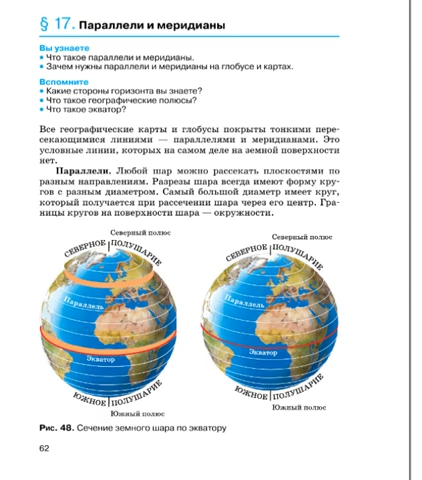 § 17. Параллели и меридианы
Вы узнаете
• Что такое параллели и меридианы.
• Зачем нужны параллели и меридианы на глобусе и картах.
Вспомните
• Какие стороны горизонта вы знаете?
• Что такое географические полюсы?
• Что такое экватор?
Все географические карты и глобусы покрыты тонкими пере-
секающимися линиями — параллелями и меридианами. Это
условные линии, которых на самом деле на земной поверхности
нет.
Параллели. Любой шар можно рассекать плоскостями по
разным направлениям. Разрезы шара всегда имеют форму кру-
гов с разным диаметром. Самый большой диаметр имеет круг,
который получается при рассечении шара через его центр. Гра-
ницы кругов на поверхности шара — окружности.
Северный полюс
СЕВЕРНОЕ ПОЛУШАРИЕ
Параллель
Экватор
ЮЖНОЕ ПОЛУШАРИЕ
Южный полюс
Северный полюс
СЕВЕРНОЕ ПОЛУШАРИЕ
Параллель
Экватор
ЮЖНОЕ ПОЛУШАРИЕ
Южный полюс
Рис. 48. Сечение земного шара по экватору
62